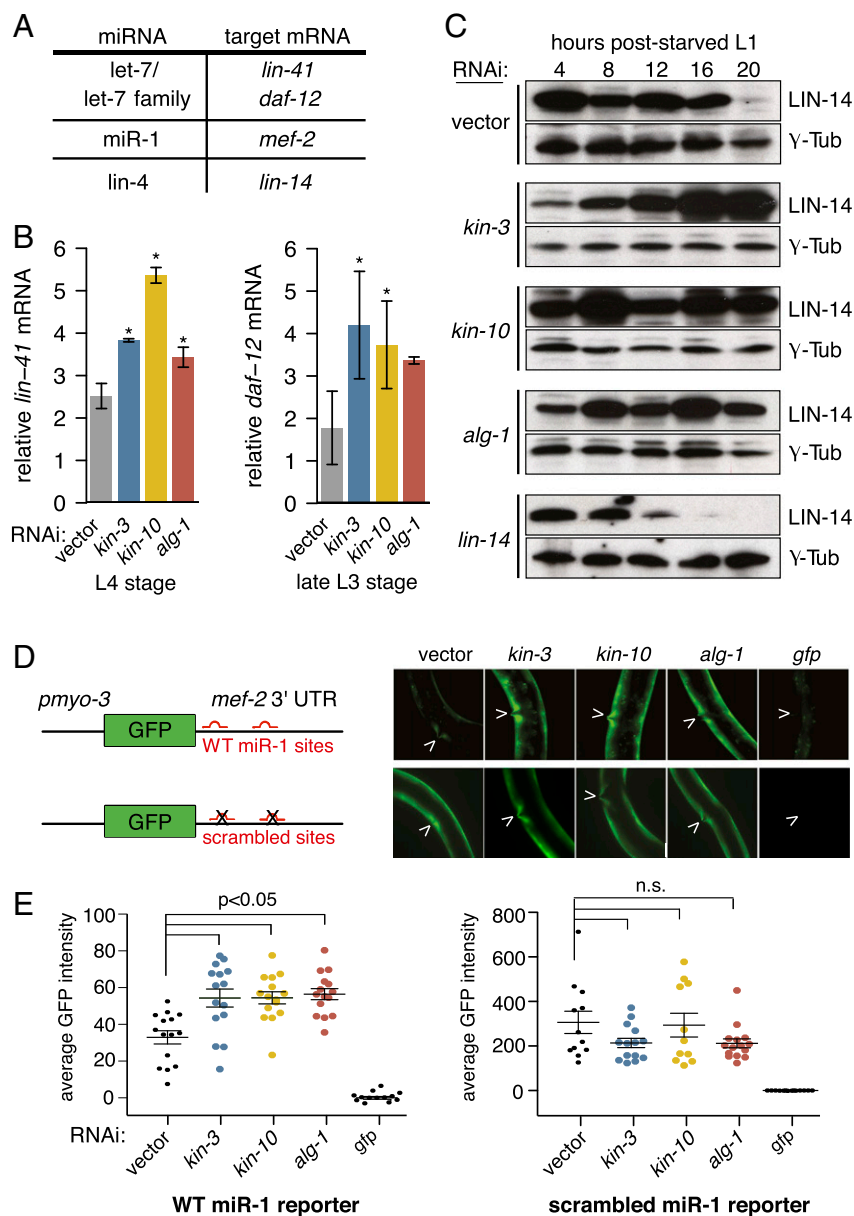 A
miRNA target mRNA
let-7/ lin-41
let-7 family daf-12
miR-1 mef-2
lin-4 lin-14
B
relative lin–41 mRNA
6
5
4
3
2
1
0
* * *
RNAi:
vector kin-3 kin-10 alg-1
L4 stage
relative daf–12 mRNA
6
5
4
3
2
1
0
* *
vector kin-3 kin-10 alg-1
late L3 stage
C
hours post-starved L1
RNAi: 4 8 12 16 20
vector
LIN-14
γ-Tub
kin-3
LIN-14
γ-Tub
kin-10
LIN-14
γ-Tub
alg-1
LIN-14
γ-Tub
lin-14
LIN-14
γ-Tub
D
pmyo-3 mef-2 3' UTR
GFP
WT miR-1 sites
GFP
X X
scrambled sites
vector kin-3 kin-10 alg-1 gfp
> > > > >
> > > > >
E
average GFP intensity
100
80
60
40
20
0
p<0.05
RNAi:
vector kin-3 kin-10 alg-1 gfp
WT miR-1 reporter
average GFP intensity
800
600
400
200
0
n.s.
vector kin-3 kin-10 alg-1 gfp
scrambled miR-1 reporter